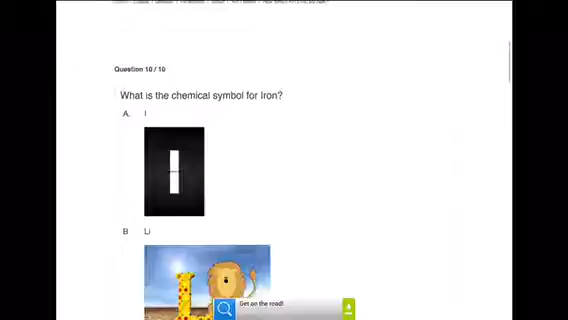 Question 10 / 10
What is the chemical symbol for Iron?
A. I
B Li
Get on the road!